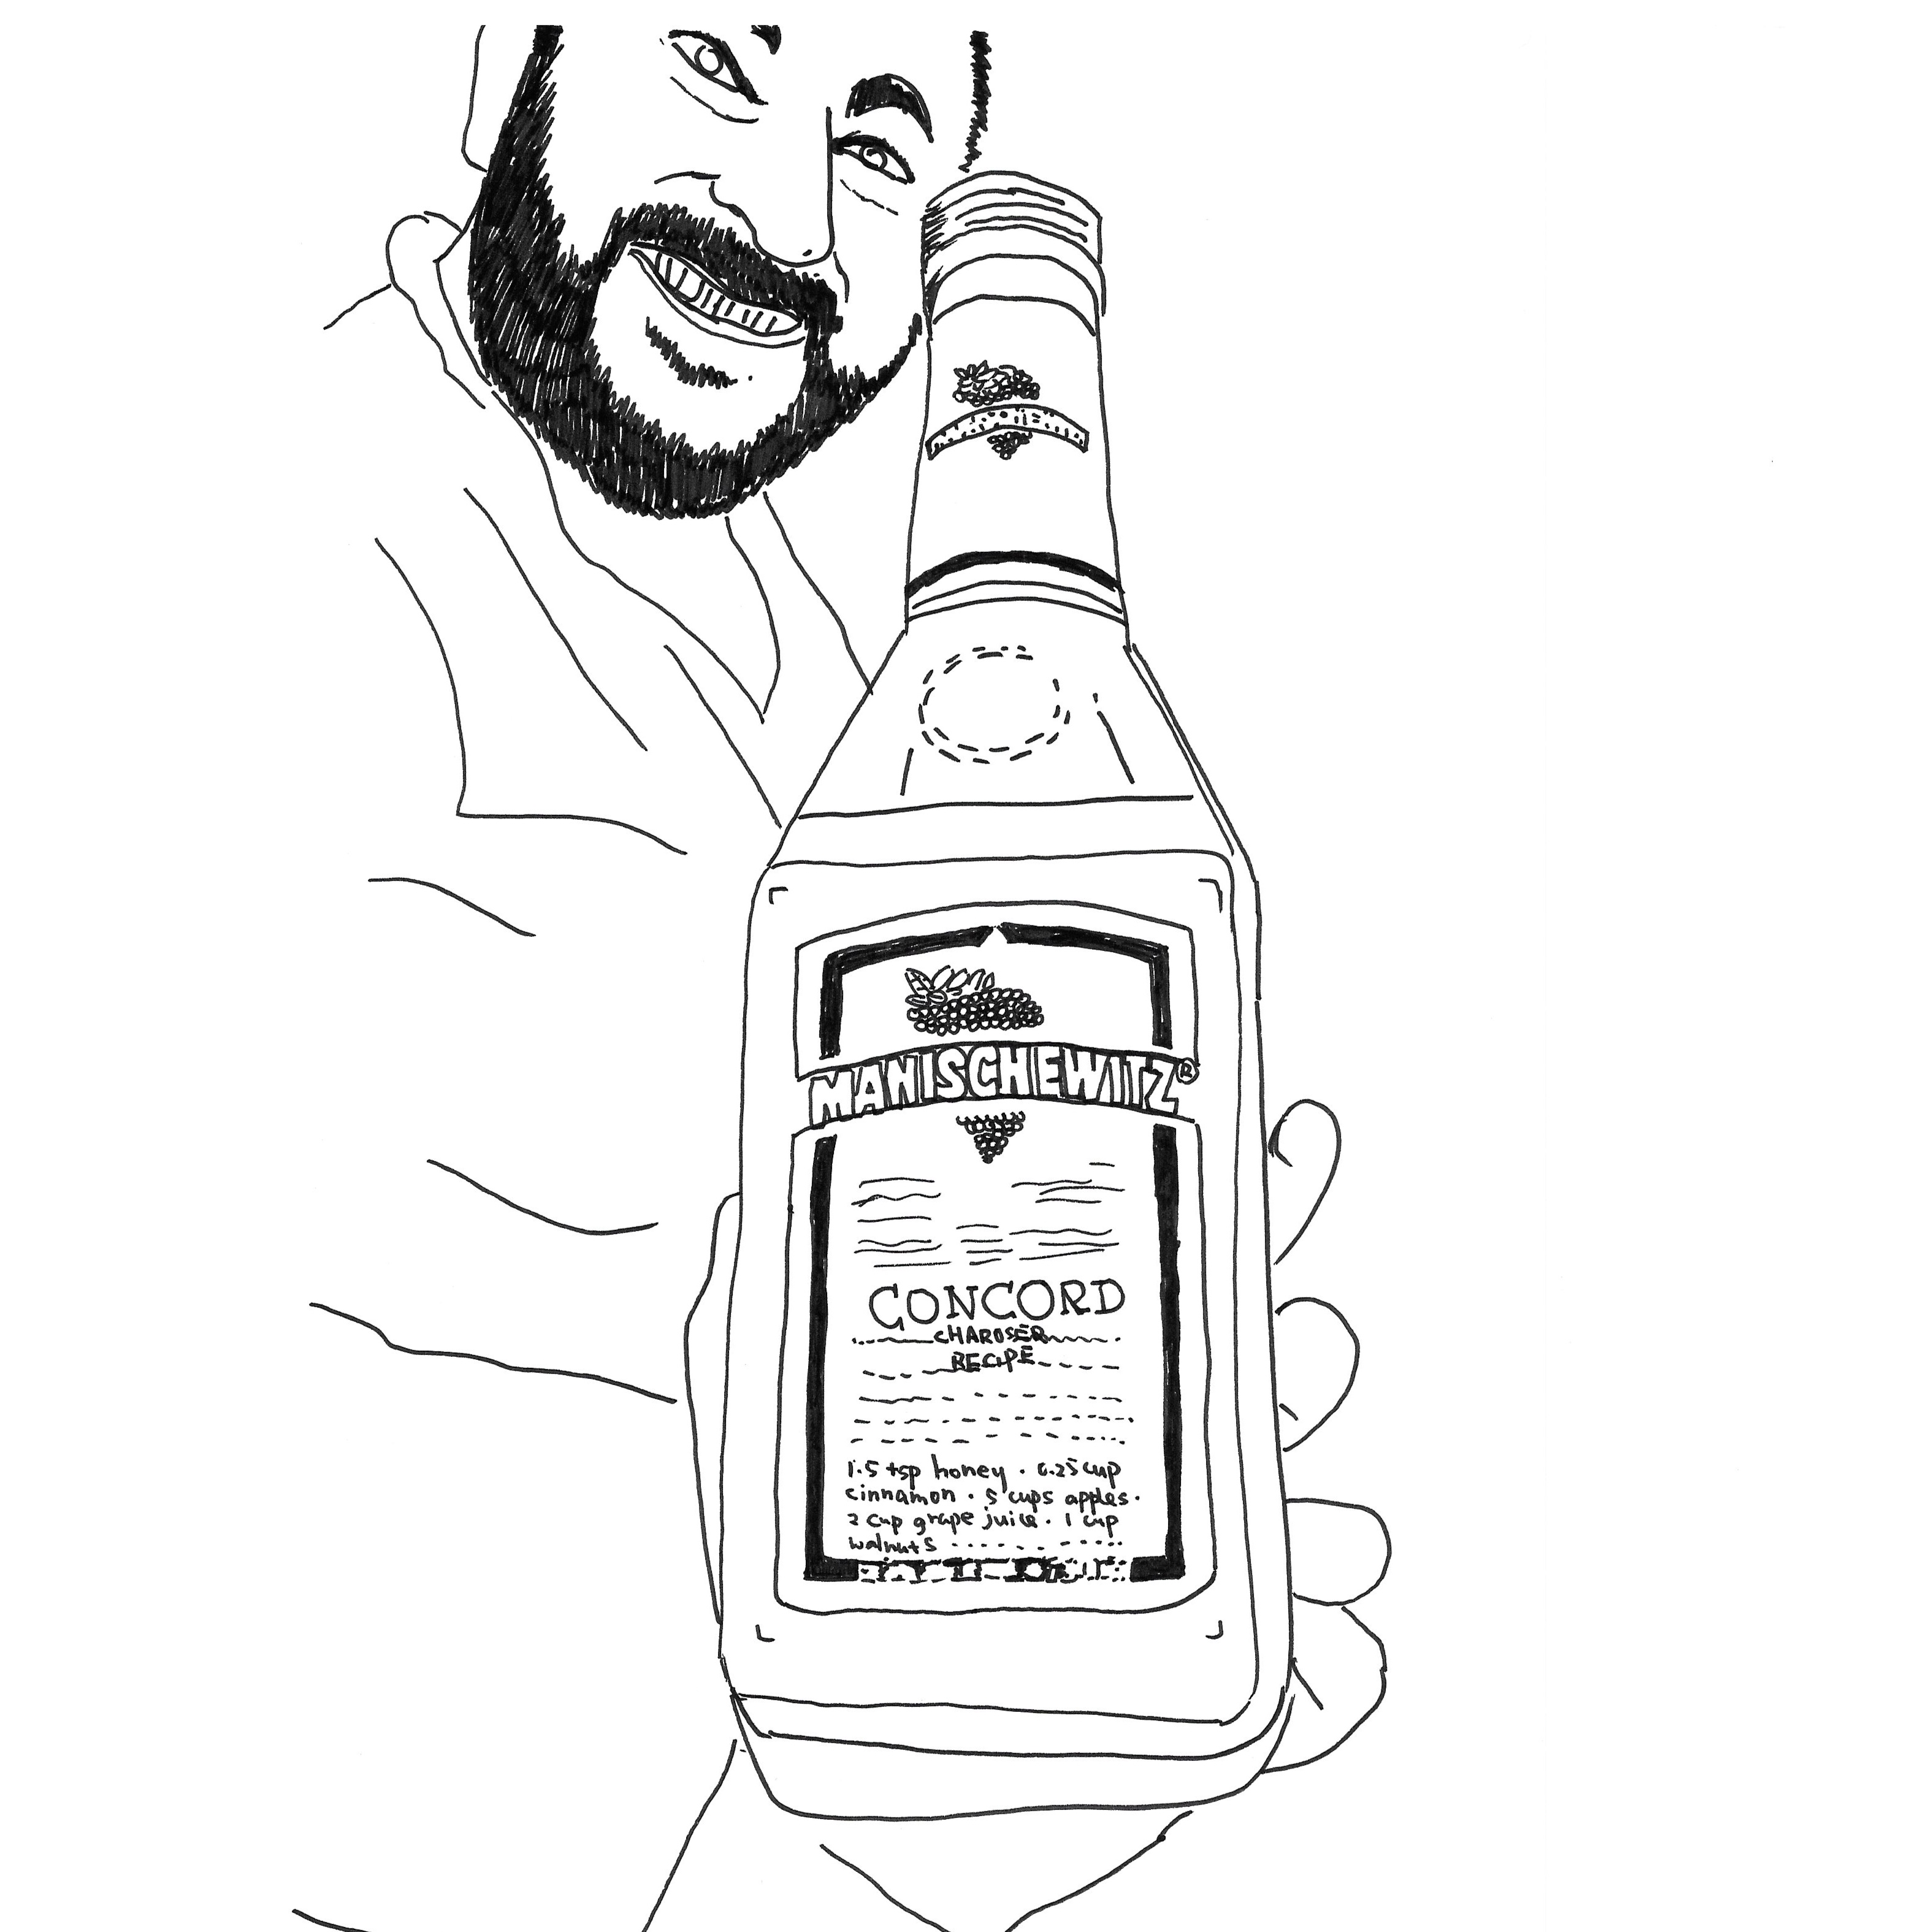 MANISCHEWITZ®
CONCORD
CHAROSER
RECIPE
1.5 tsp honey · 0.25 cup
cinnamon · 5 cups apples ·
2 cup grape juice · 1 cup
walnuts